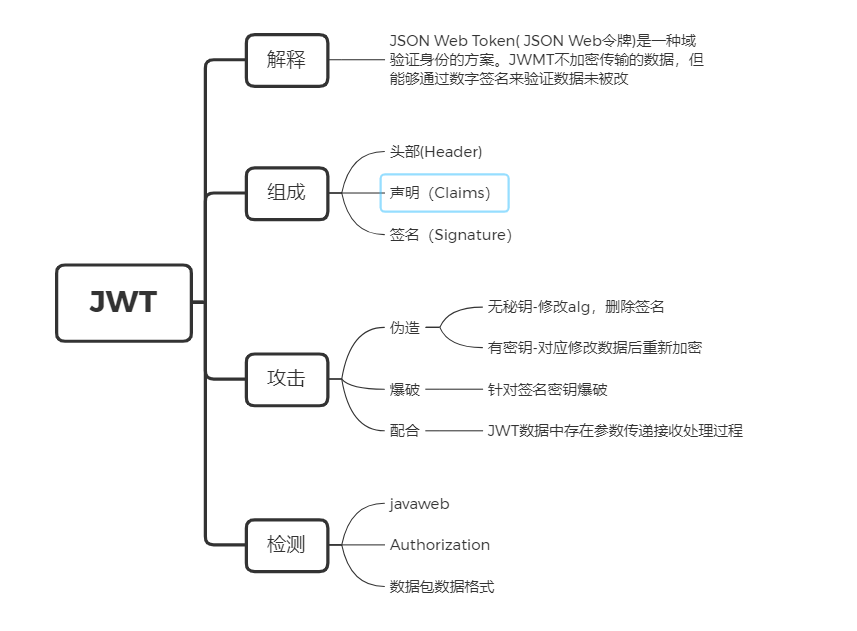 JWT
解释
JSON Web Token( JSON Web令牌)是一种域
验证身份的方案。JWMT不加密传输的数据，但
能够通过数字签名来验证数据未被改
组成
头部(Header)
声明（Claims)
签名（Signature)
攻击
伪造
无秘钥-修改alg，删除签名
有密钥-对应修改数据后重新加密
爆破
针对签名密钥爆破
配合
JWT数据中存在参数传递接收处理过程
检测
javaweb
Authorization
数据包数据格式